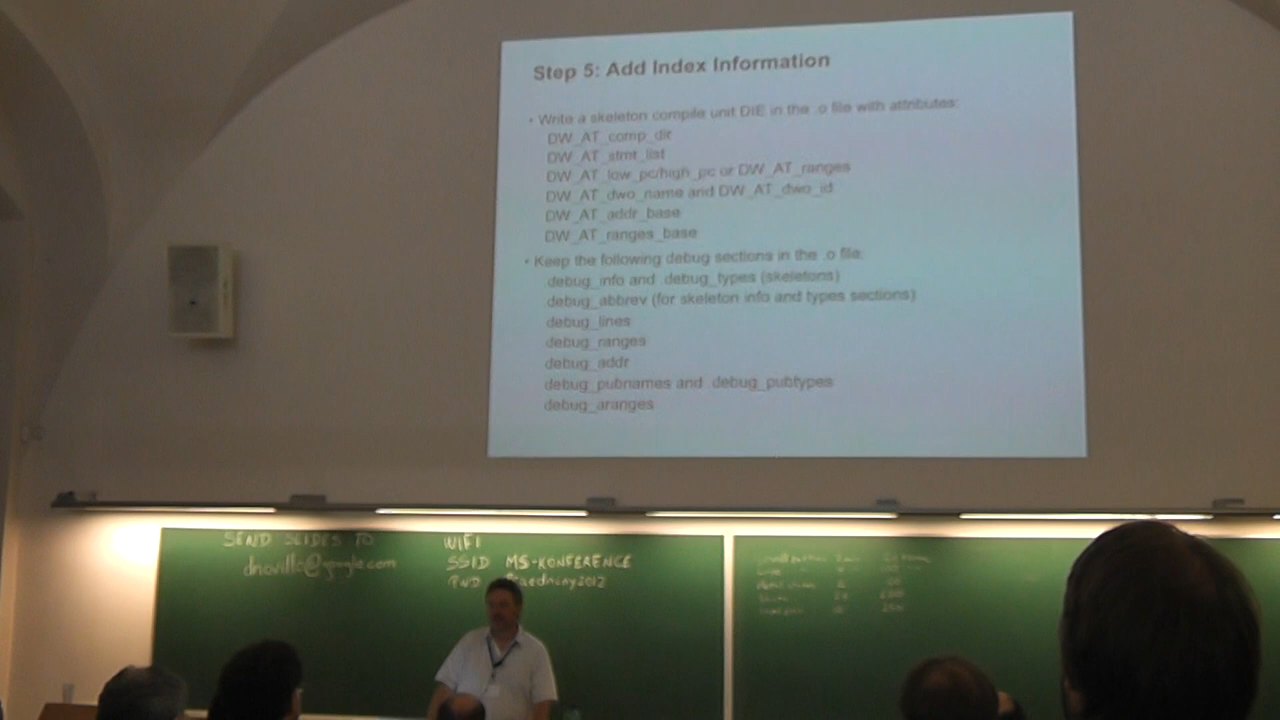 Step 5: Add Index Information
• Write a skeleton compile unit DIE in the .o file with attributes:
DW_AT_comp_dir
DW_AT_stmt_list
DW_AT_low_pc/high_pc or DW_AT_ranges
DW_AT_dwo_name and DW_AT_dwo_id
DW_AT_addr_base
DW_AT_ranges_base
• Keep the following debug sections in the .o file:
debug_info and .debug_types (skeletons)
debug_abbrev (for skeleton info and types sections)
debug_lines
debug_ranges
debug_addr
debug_pubnames and .debug_pubtypes
debug_aranges
SEND SLIDES TO
dnovillo@google.com
WIFI
SSID MS-KONFERENCE
PWD